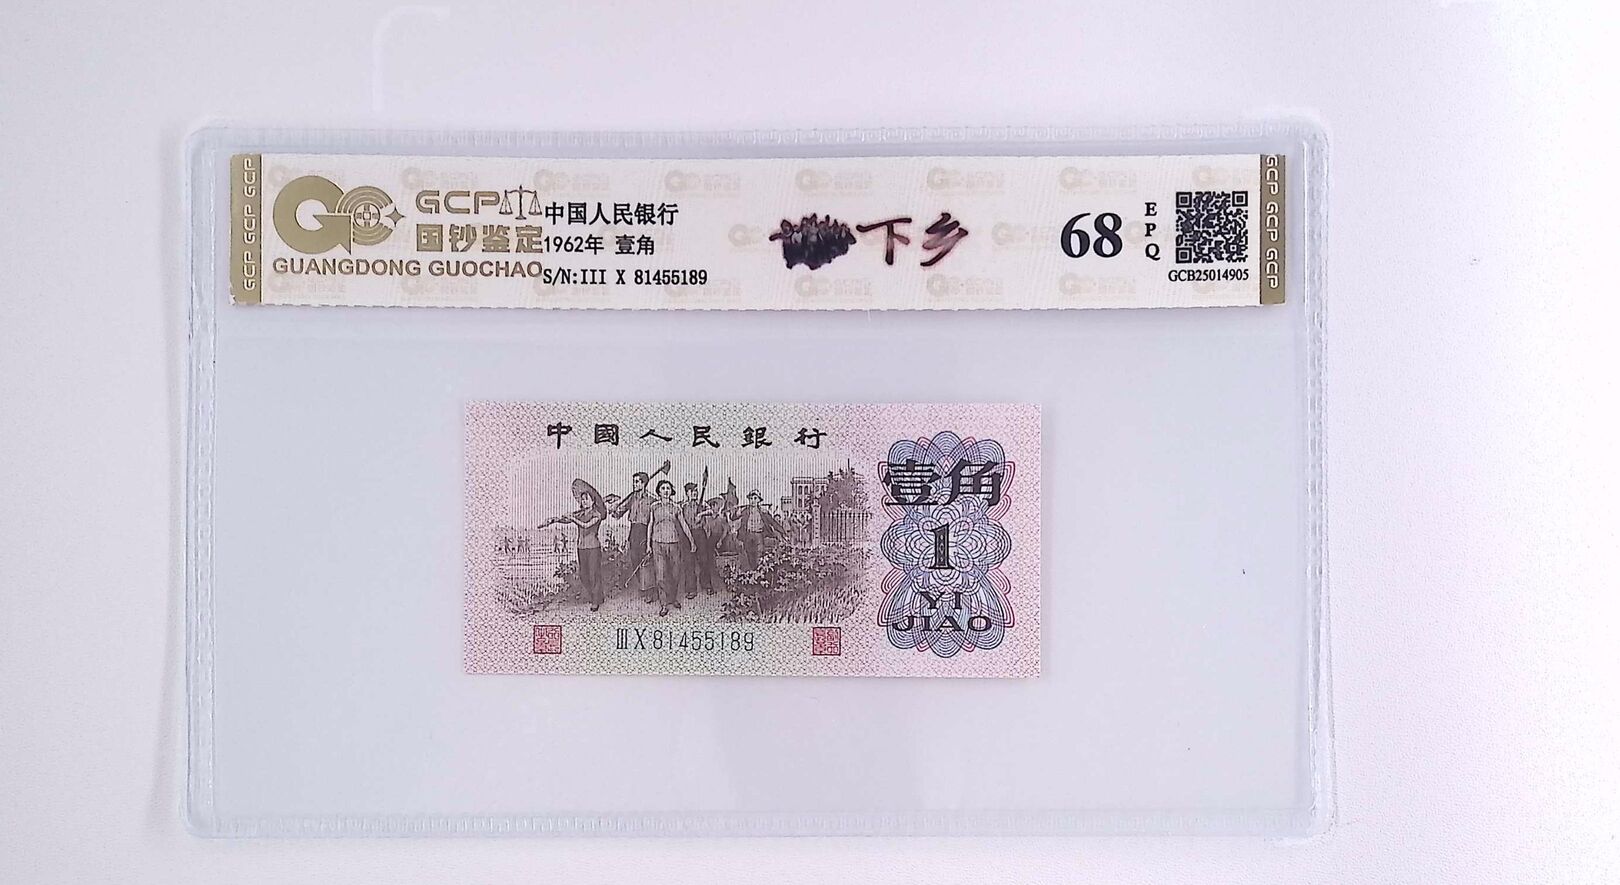 GCP
国钞鉴定
GUANGDONG GUOCHAO
中国人民银行
1962年 壹角
S/N:III X 81455189
下乡
68
EPQ
GCB25014905
GCP GCP GCP
GCP GCP GCP
中國人民銀行
壹角
1
YI
JIAO
III X 81455189